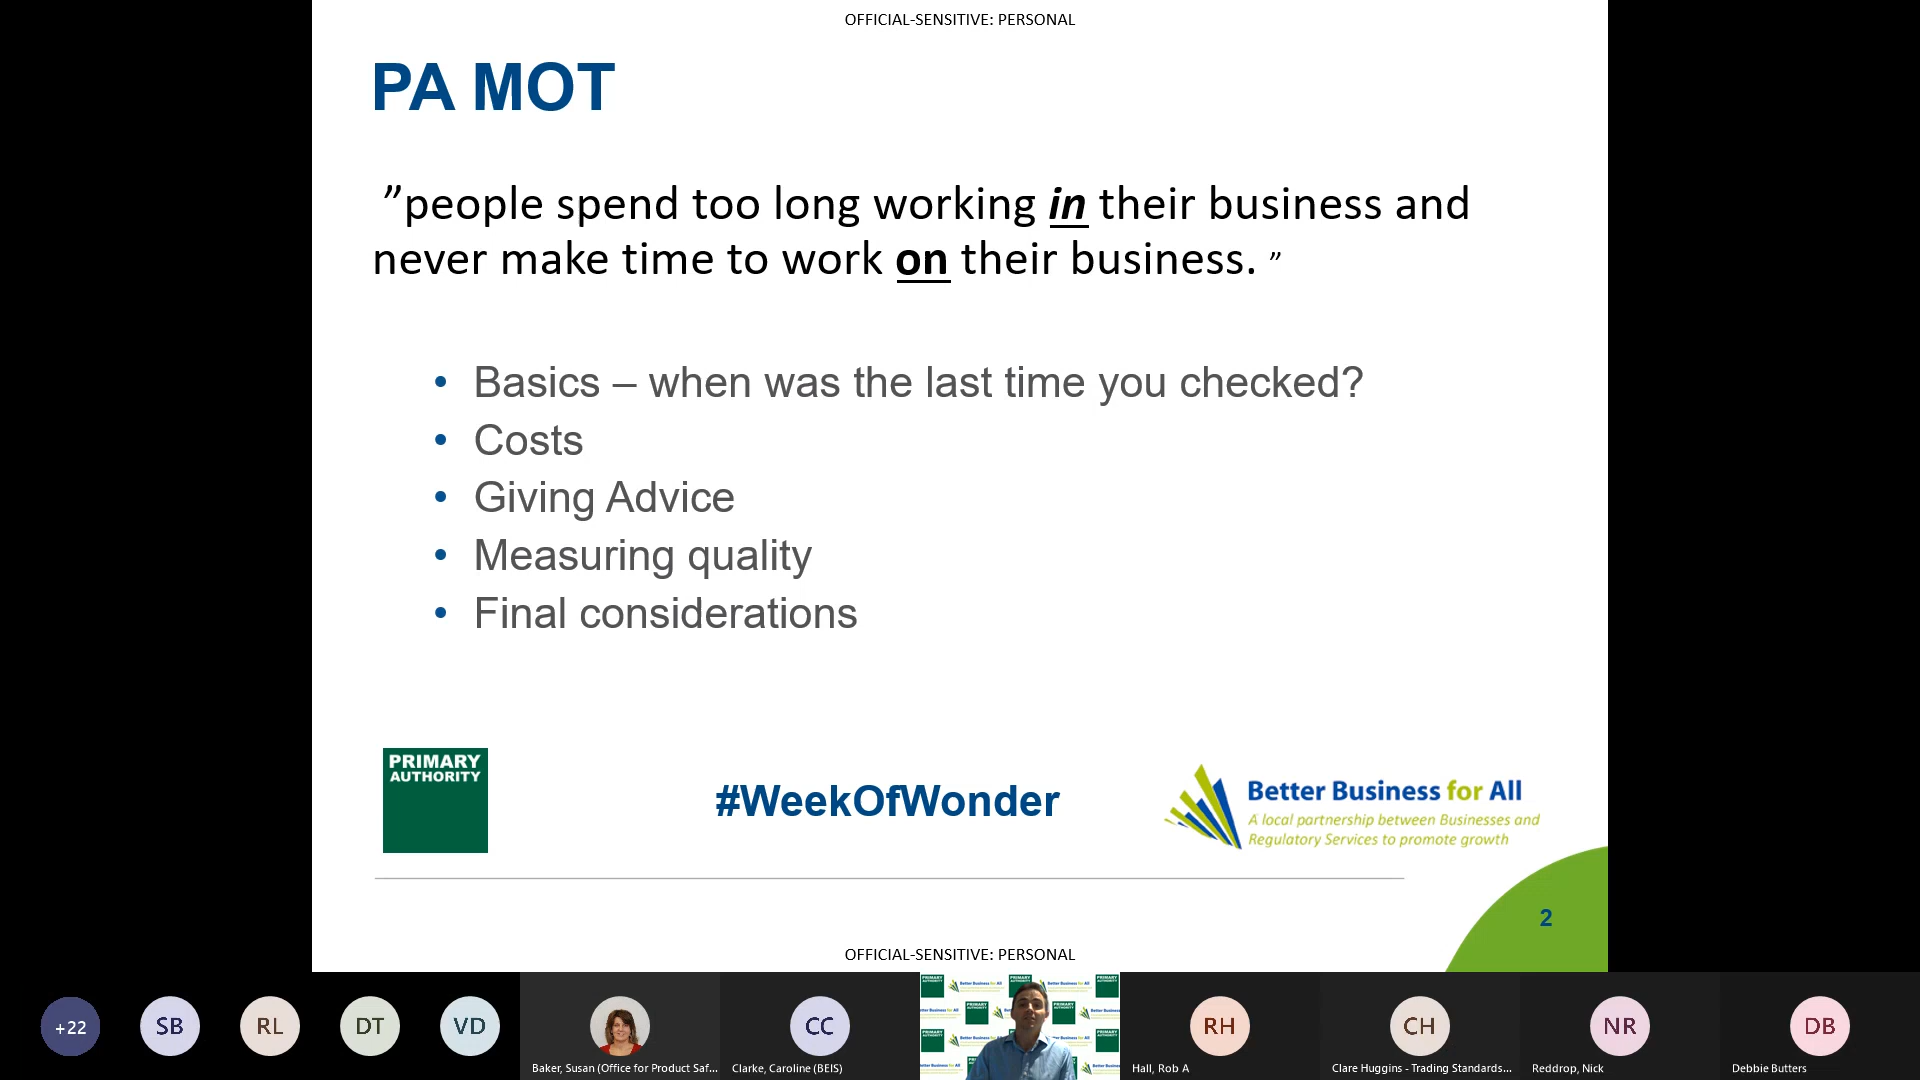 OFFICIAL-SENSITIVE: PERSONAL
PA MOT
”people spend too long working in their business and
never make time to work on their business. ”
• Basics – when was the last time you checked?
• Costs
• Giving Advice
• Measuring quality
• Final considerations
PRIMARY
AUTHORITY
#WeekOfWonder
Better Business for All
A local partnership between Businesses and
Regulatory Services to promote growth
2
OFFICIAL-SENSITIVE: PERSONAL
+22
SB
RL
DT
VD
Baker, Susan (Office for Product Saf...
CC
Clarke, Caroline (BEIS)
RH
Hall, Rob A
CH
Clare Huggins - Trading Standards...
NR
Reddrop, Nick
DB
Debbie Butters